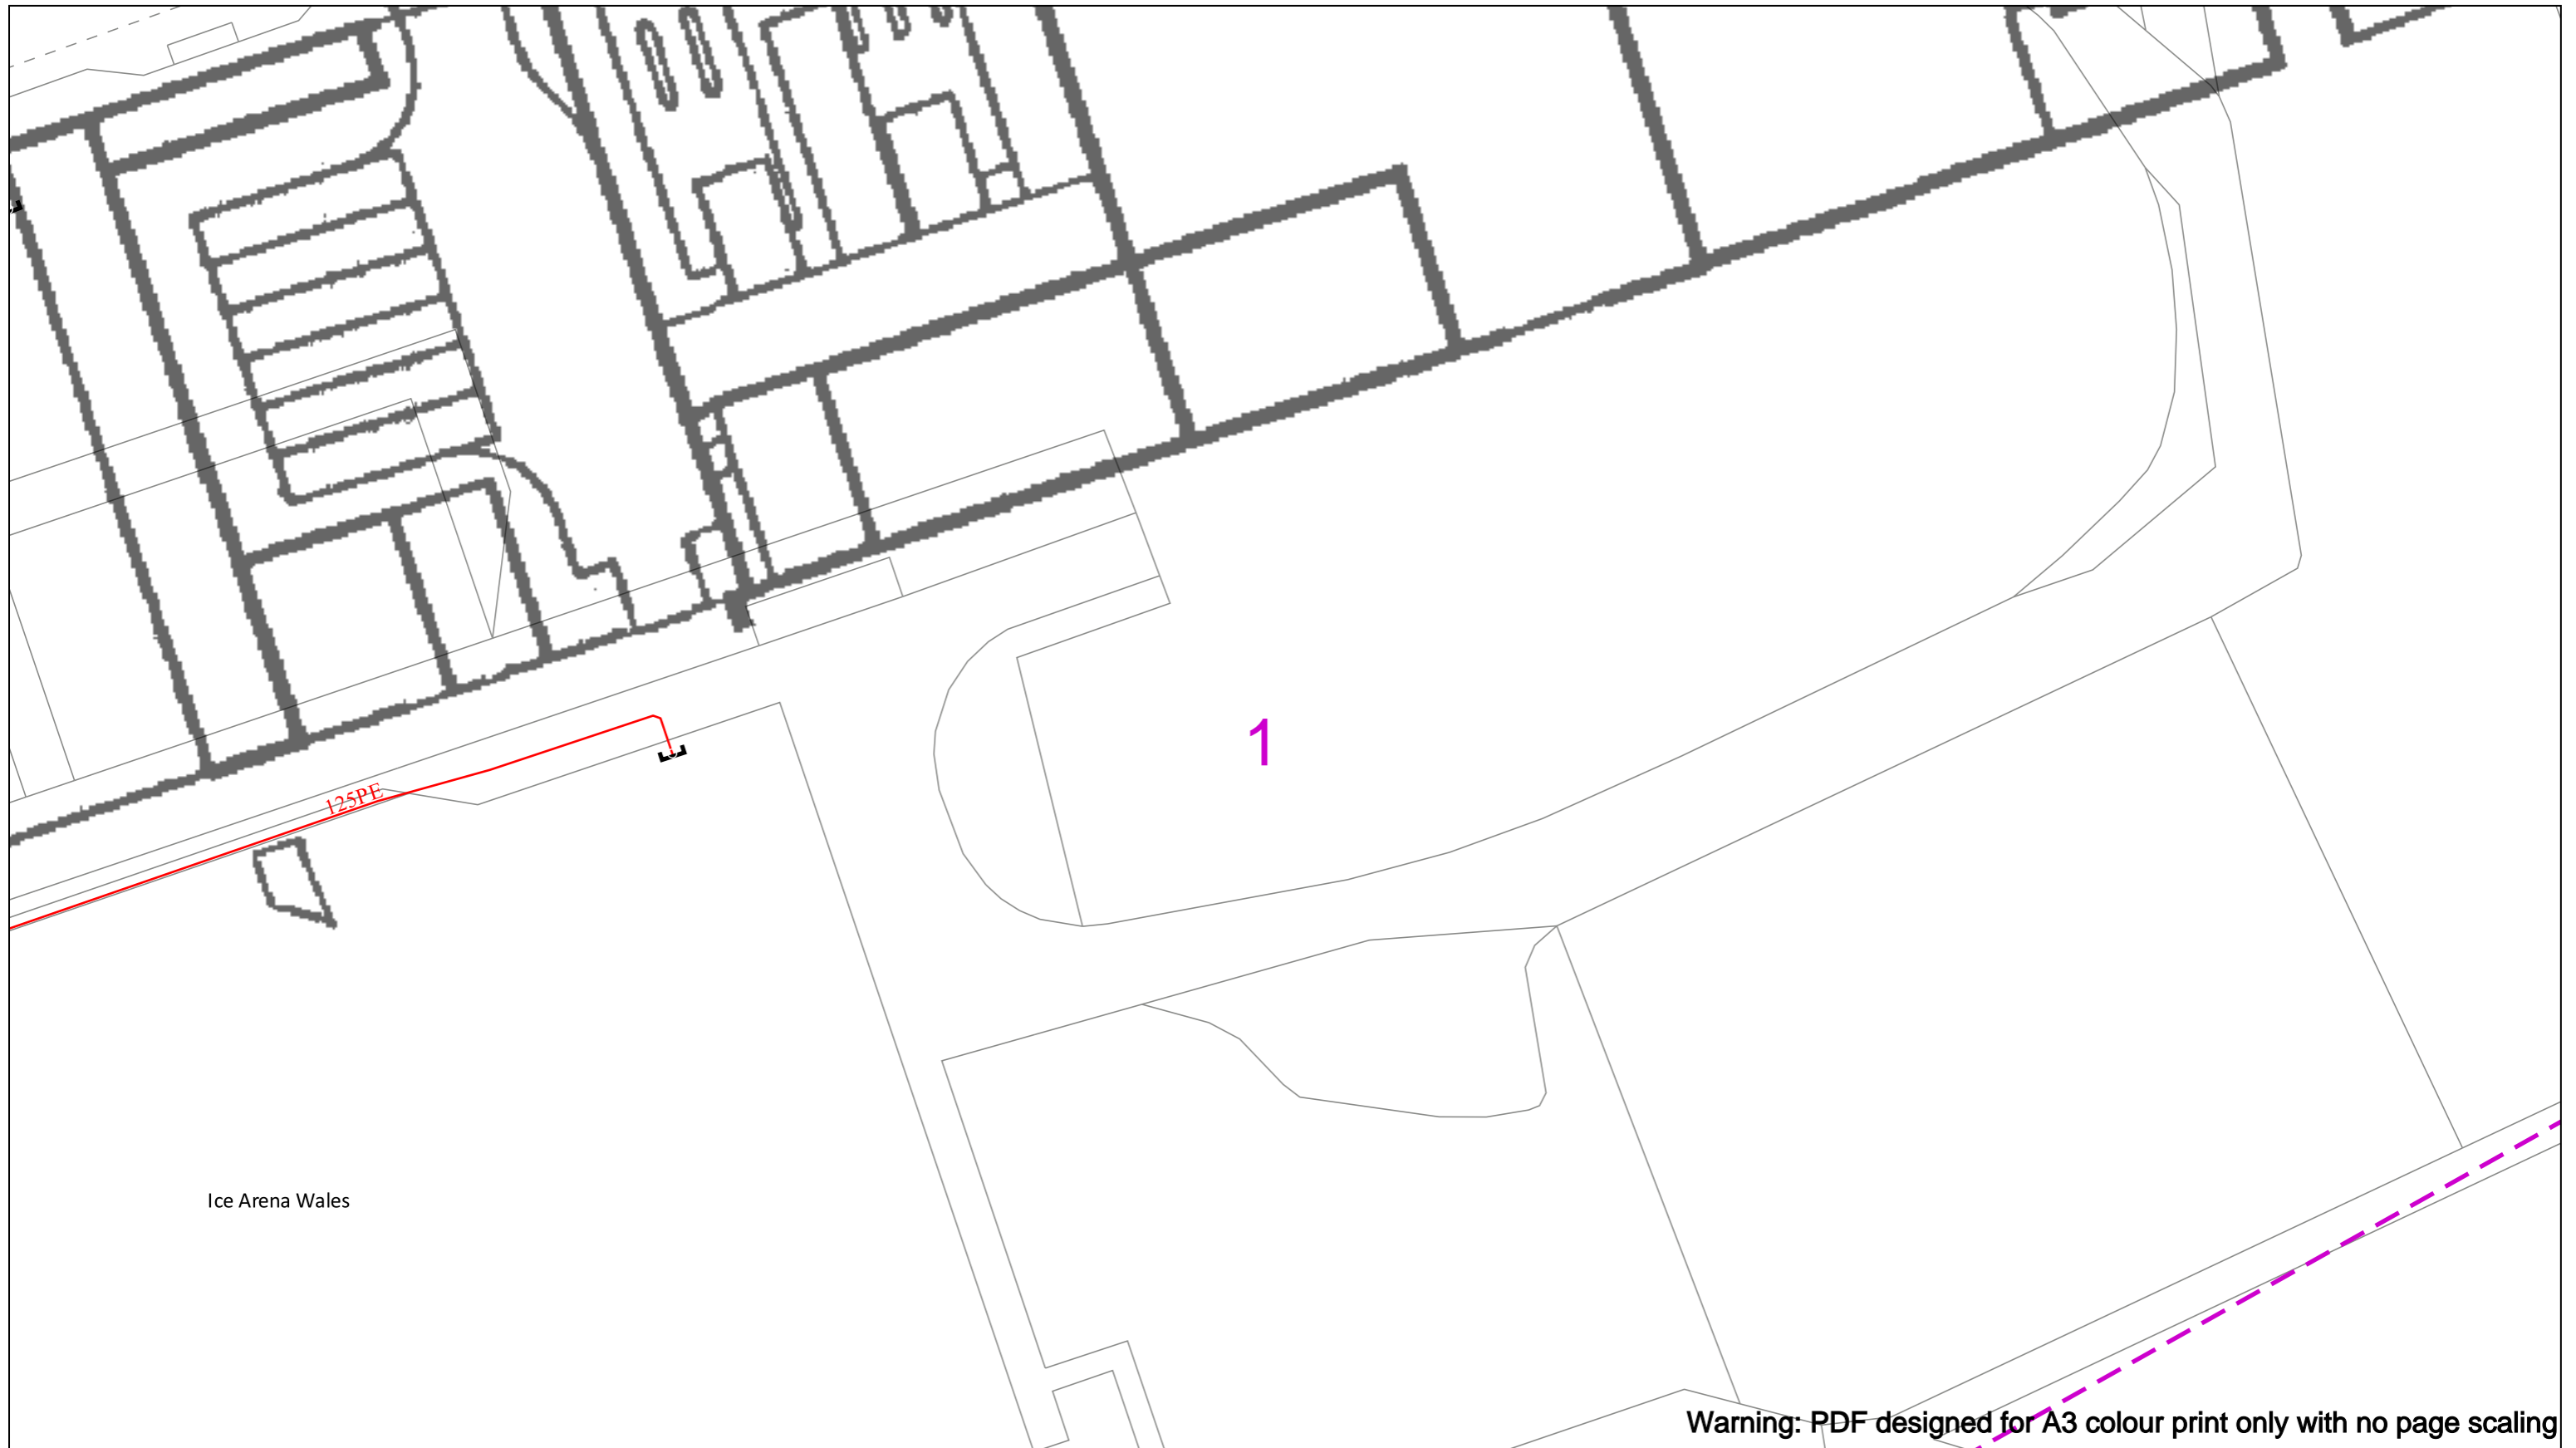 1
125PE
Ice Arena Wales
Warning: PDF designed for A3 colour print only with no page scaling